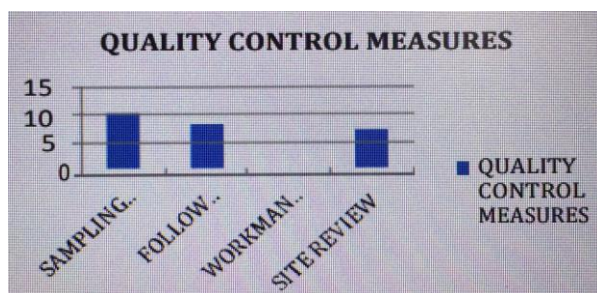 QUALITY CONTROL MEASURES
15
10
5
0
SAMPLING..
FOLLOW..
WORKMAN..
SITE REVIEW
QUALITY
CONTROL
MEASURES